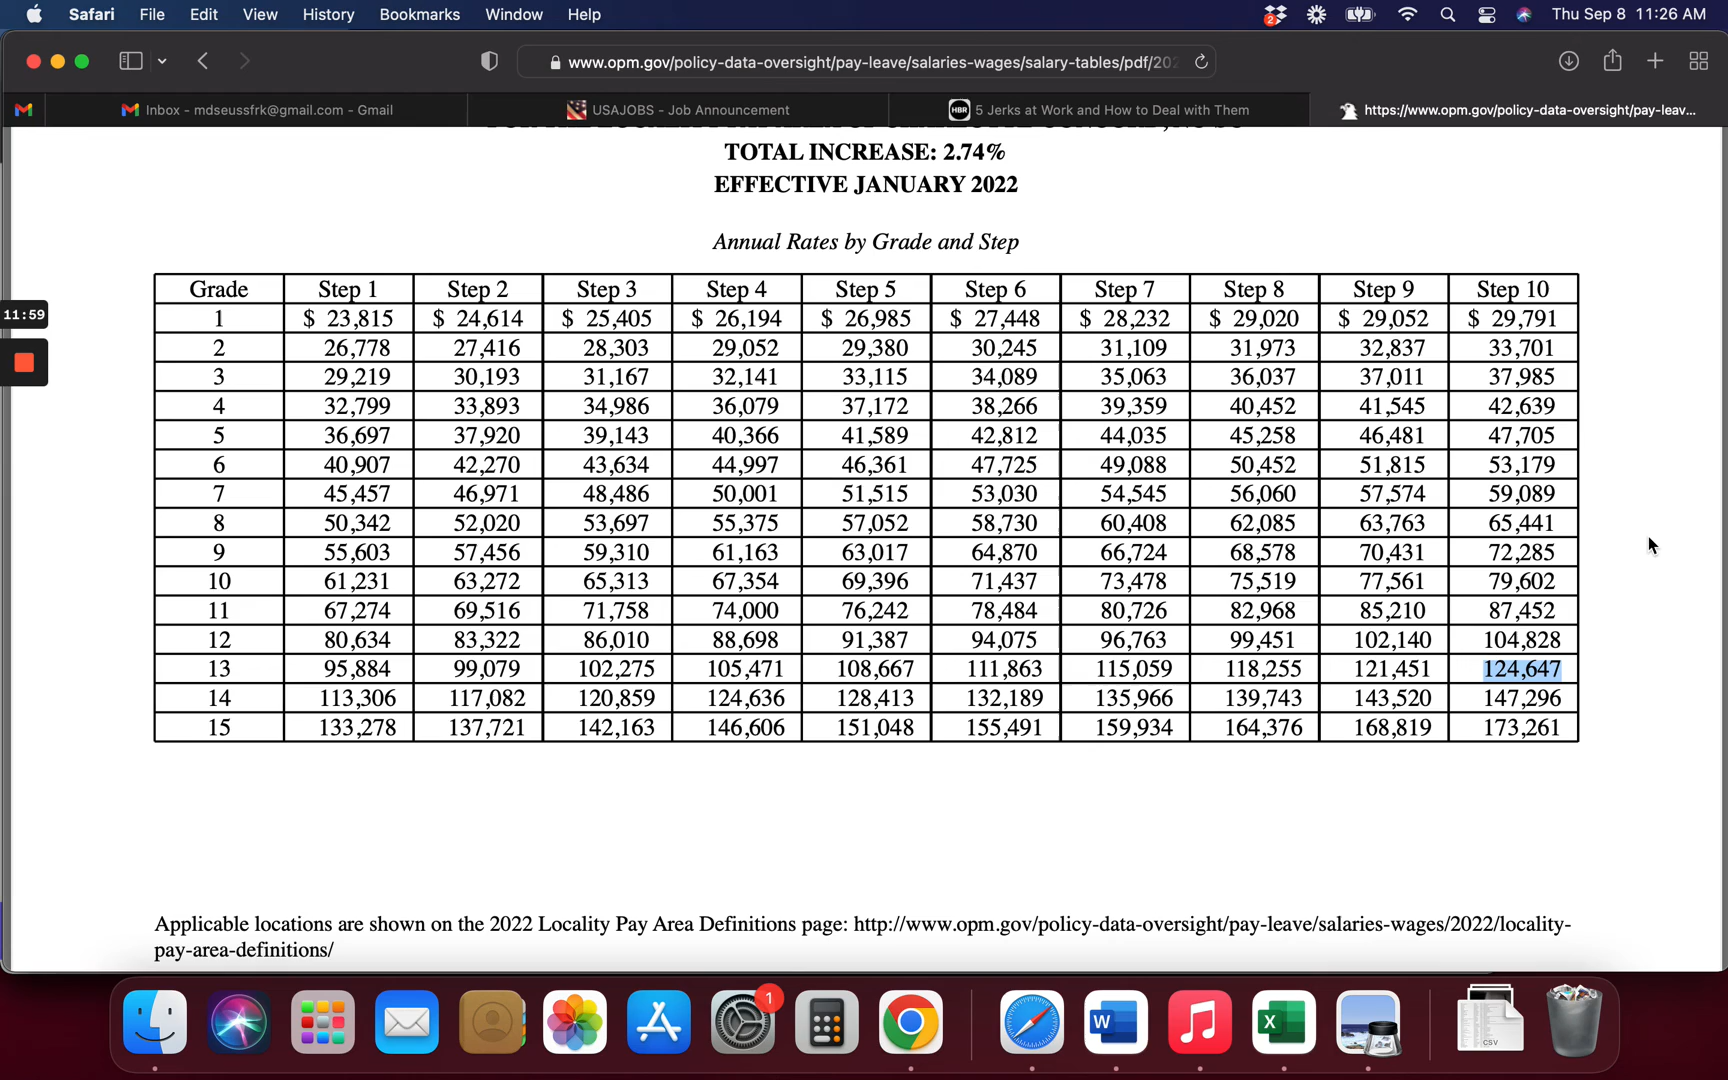 Safari File Edit View History Bookmarks Window Help 2 Thu Sep 8 11:26 AM
www.opm.gov/policy-data-oversight/pay-leave/salaries-wages/salary-tables/pdf/202
Inbox - mdseussfrk@gmail.com - Gmail USAJOBS - Job Announcement HBR 5 Jerks at Work and How to Deal with Them https://www.opm.gov/policy-data-oversight/pay-leav...
TOTAL INCREASE: 2.74%
EFFECTIVE JANUARY 2022
Annual Rates by Grade and Step
Grade Step 1 Step 2 Step 3 Step 4 Step 5 Step 6 Step 7 Step 8 Step 9 Step 10
11:59
1 $ 23,815 $ 24,614 $ 25,405 $ 26,194 $ 26,985 $ 27,448 $ 28,232 $ 29,020 $ 29,052 $ 29,791
2 26,778 27,416 28,303 29,052 29,380 30,245 31,109 31,973 32,837 33,701
3 29,219 30,193 31,167 32,141 33,115 34,089 35,063 36,037 37,011 37,985
4 32,799 33,893 34,986 36,079 37,172 38,266 39,359 40,452 41,545 42,639
5 36,697 37,920 39,143 40,366 41,589 42,812 44,035 45,258 46,481 47,705
6 40,907 42,270 43,634 44,997 46,361 47,725 49,088 50,452 51,815 53,179
7 45,457 46,971 48,486 50,001 51,515 53,030 54,545 56,060 57,574 59,089
8 50,342 52,020 53,697 55,375 57,052 58,730 60,408 62,085 63,763 65,441
9 55,603 57,456 59,310 61,163 63,017 64,870 66,724 68,578 70,431 72,285
10 61,231 63,272 65,313 67,354 69,396 71,437 73,478 75,519 77,561 79,602
11 67,274 69,516 71,758 74,000 76,242 78,484 80,726 82,968 85,210 87,452
12 80,634 83,322 86,010 88,698 91,387 94,075 96,763 99,451 102,140 104,828
13 95,884 99,079 102,275 105,471 108,667 111,863 115,059 118,255 121,451 124,647
14 113,306 117,082 120,859 124,636 128,413 132,189 135,966 139,743 143,520 147,296
15 133,278 137,721 142,163 146,606 151,048 155,491 159,934 164,376 168,819 173,261
Applicable locations are shown on the 2022 Locality Pay Area Definitions page: http://www.opm.gov/policy-data-oversight/pay-leave/salaries-wages/2022/locality-
pay-area-definitions/
1
W X CSV